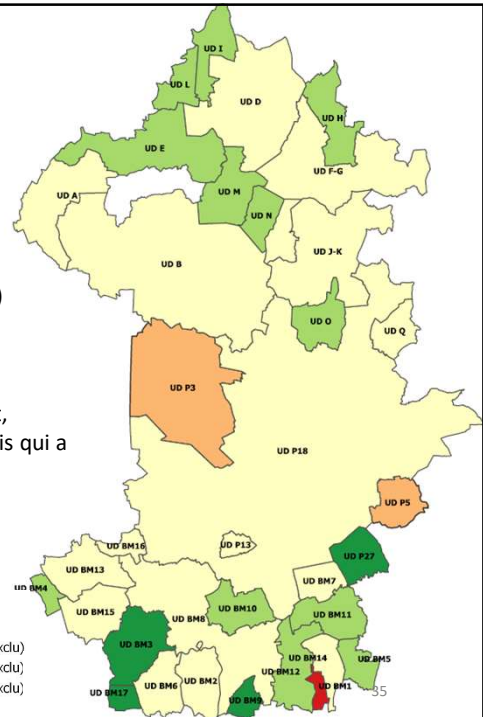 UD I
UD L
UD D
UD H
UD E
UD F-G
UD M
UD A
UD N
UD J-K
UD B
)
UD O
UD Q
UD P3
,
is qui a
UD P18
UD P5
UD BM16
UD P13
UD P27
UD BM13
UD BM7
UD BM4
UD BM15
UD BM10
UD BM8
UD BM11
UD BM3
xclu)
UD BM14
UD BM5
xclu)
UD BM12
UD BM6
UD BM2
UD BM1
xclu)
UD BM17
UD BM9
35